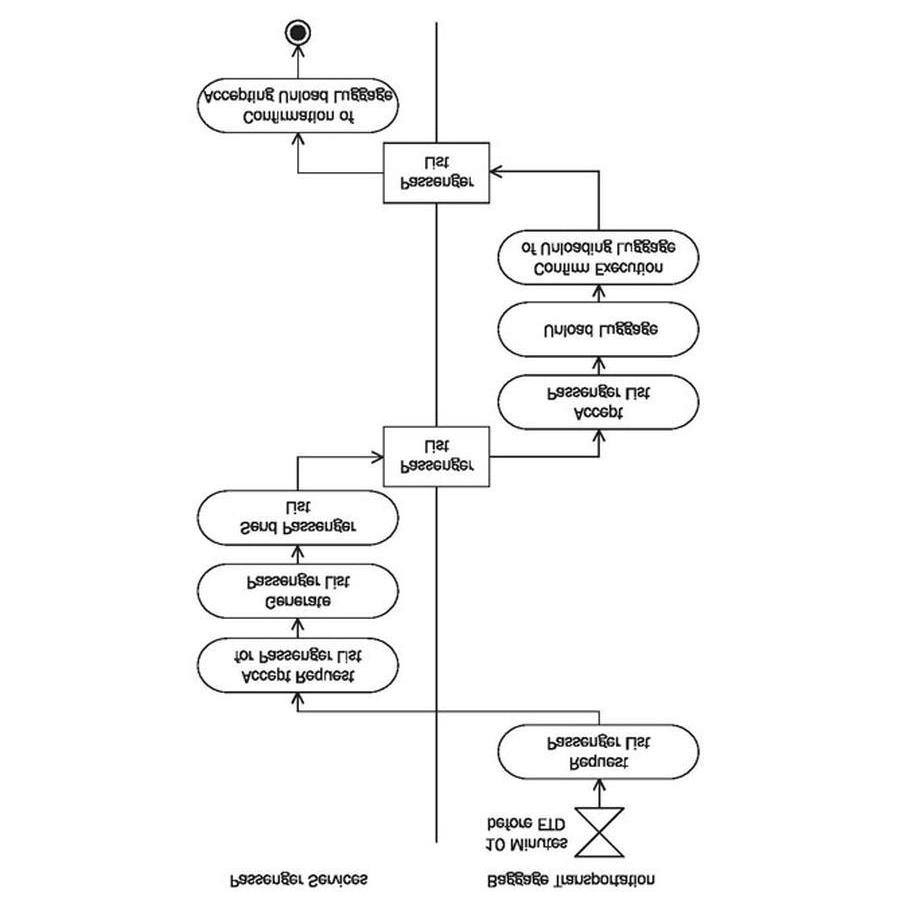 Passenger Services
Baggage Transportation
10 Minutes
before ETD
Request
Passenger List
Accept Request
for Passenger List
Generate
Passenger List
Send Passenger
List
Passenger
List
Accept
Passenger List
Unload Luggage
Confirm Execution
of Unloading Luggage
Passenger
List
Confirmation of
Accepting Unload Luggage